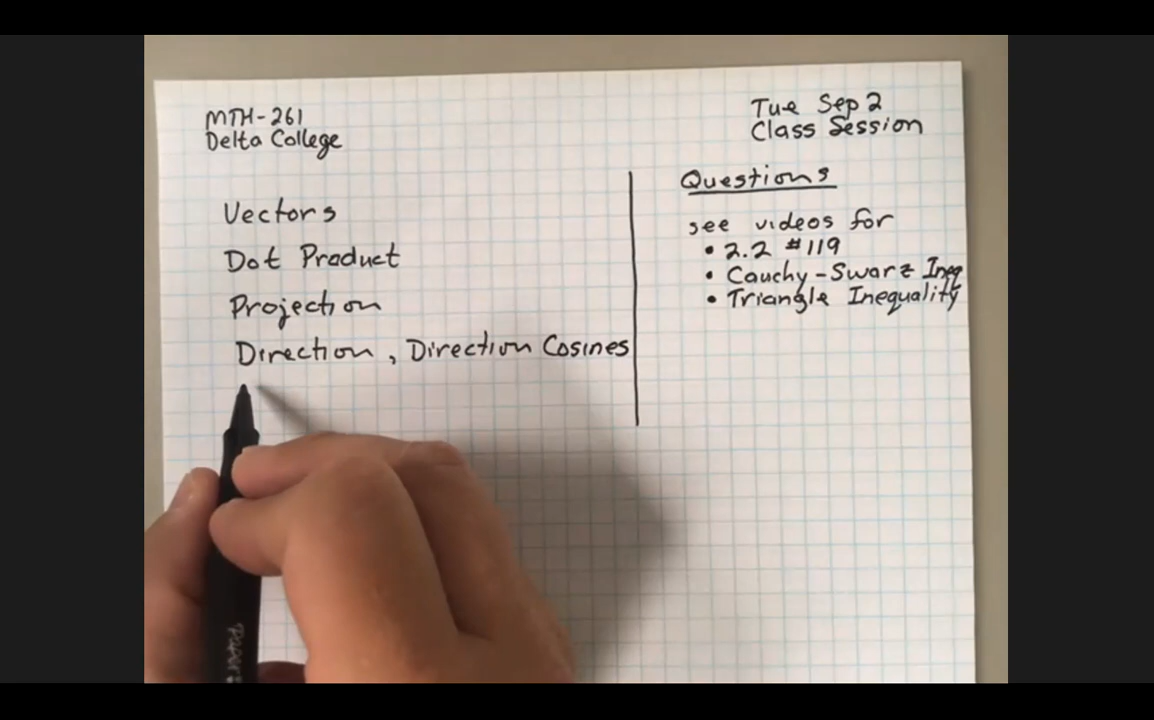 MTH-261
Delta College
Tue Sep 2
Class Session
Vectors
Dot Product
Projection
Direction, Direction Cosines
Questions
see videos for
• 2.2 #119
• Cauchy-Swarz Ineq
• Triangle Inequality
Paper